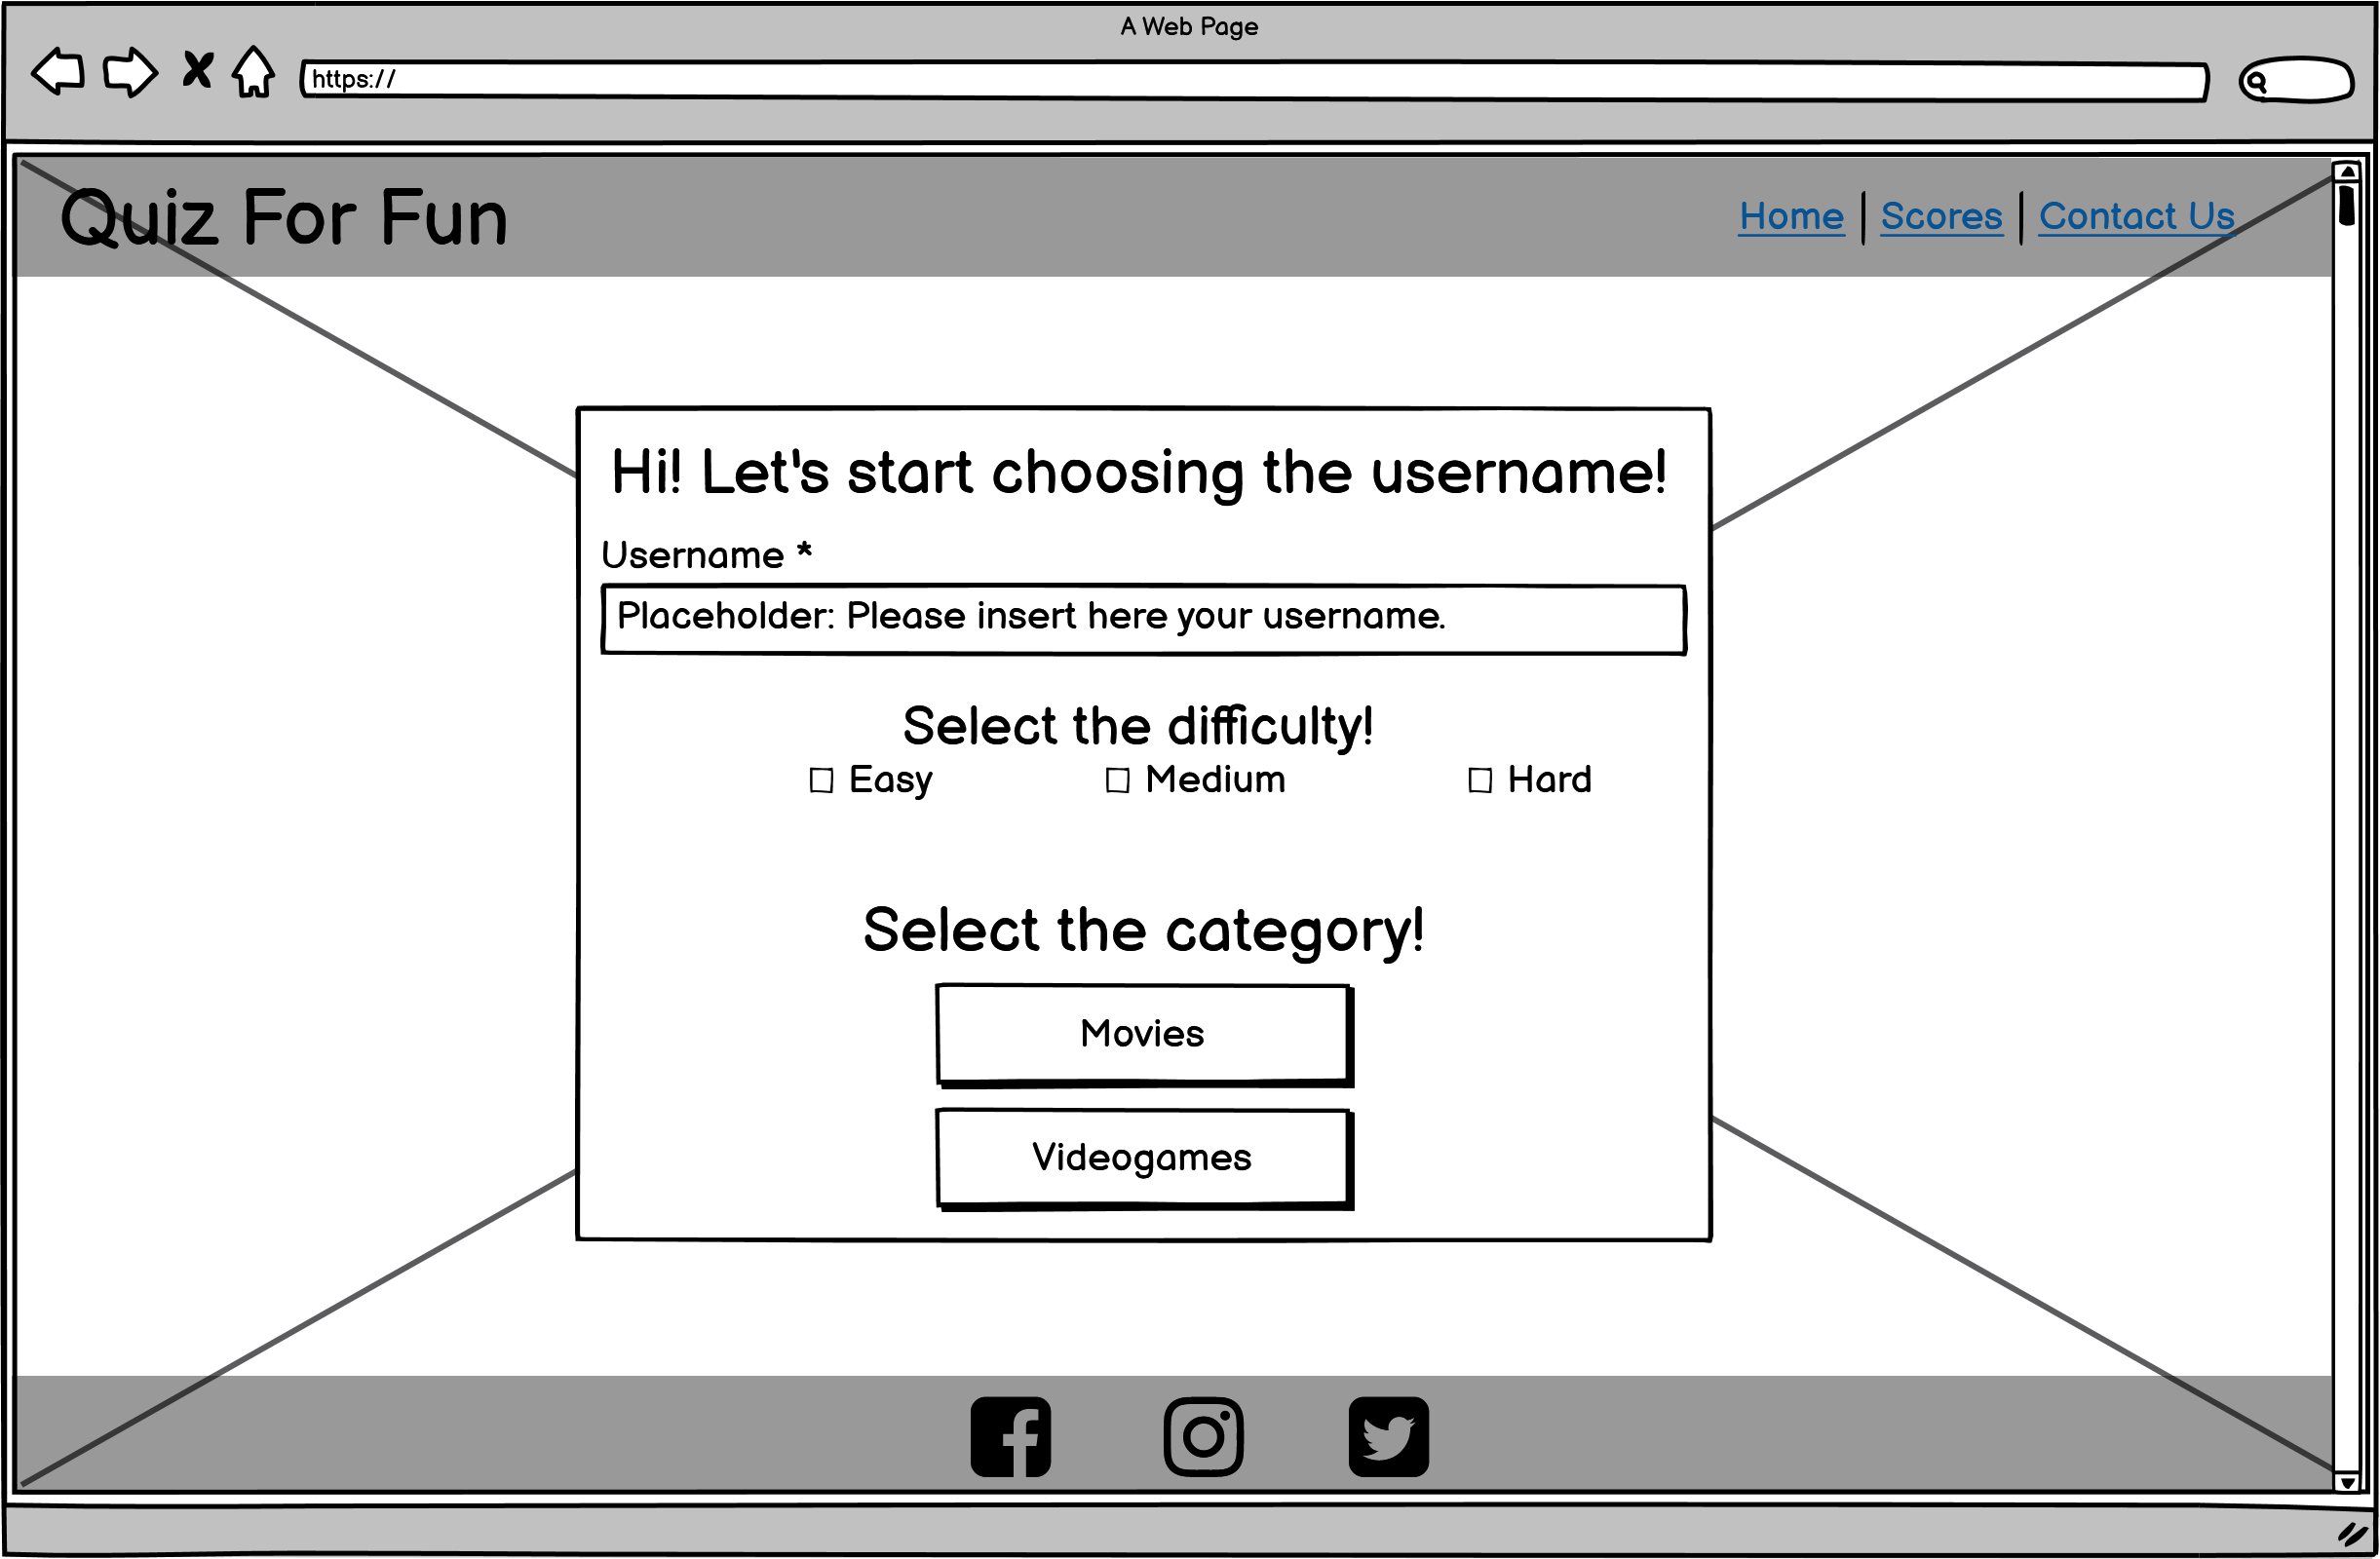 A Web Page
https://
Quiz For Fun
Home | Scores | Contact Us
Hi! Let's start choosing the username!
Username *
Placeholder: Please insert here your username.
Select the difficulty!
Easy Medium Hard
Select the category!
Movies
Videogames